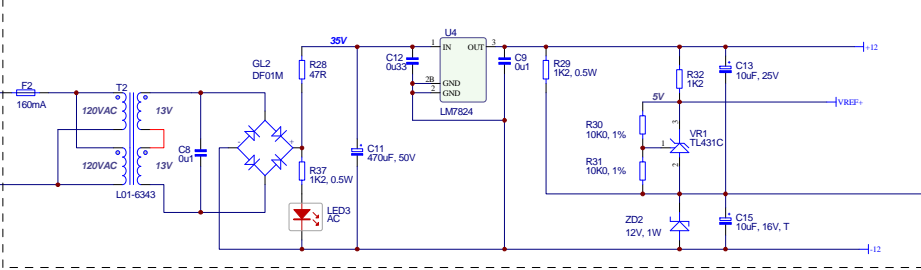 F2
160mA
T2
120VAC
13V
120VAC
13V
L01-6343
C8
0u1
GL2
DF01M
+
35V
R28
47R
R37
1K2, 0.5W
LED3
AC
C11
470uF, 50V
C12
0u33
U4
1 IN OUT 3
2B GND
2 GND
LM7824
C9
0u1
R29
1K2, 0.5W
R30
10K0, 1%
R31
10K0, 1%
5V
R32
1K2
3
1
2
VR1
TL431C
ZD2
12V, 1W
C13
10uF, 25V
C15
10uF, 16V, T
+12
VREF+
-12